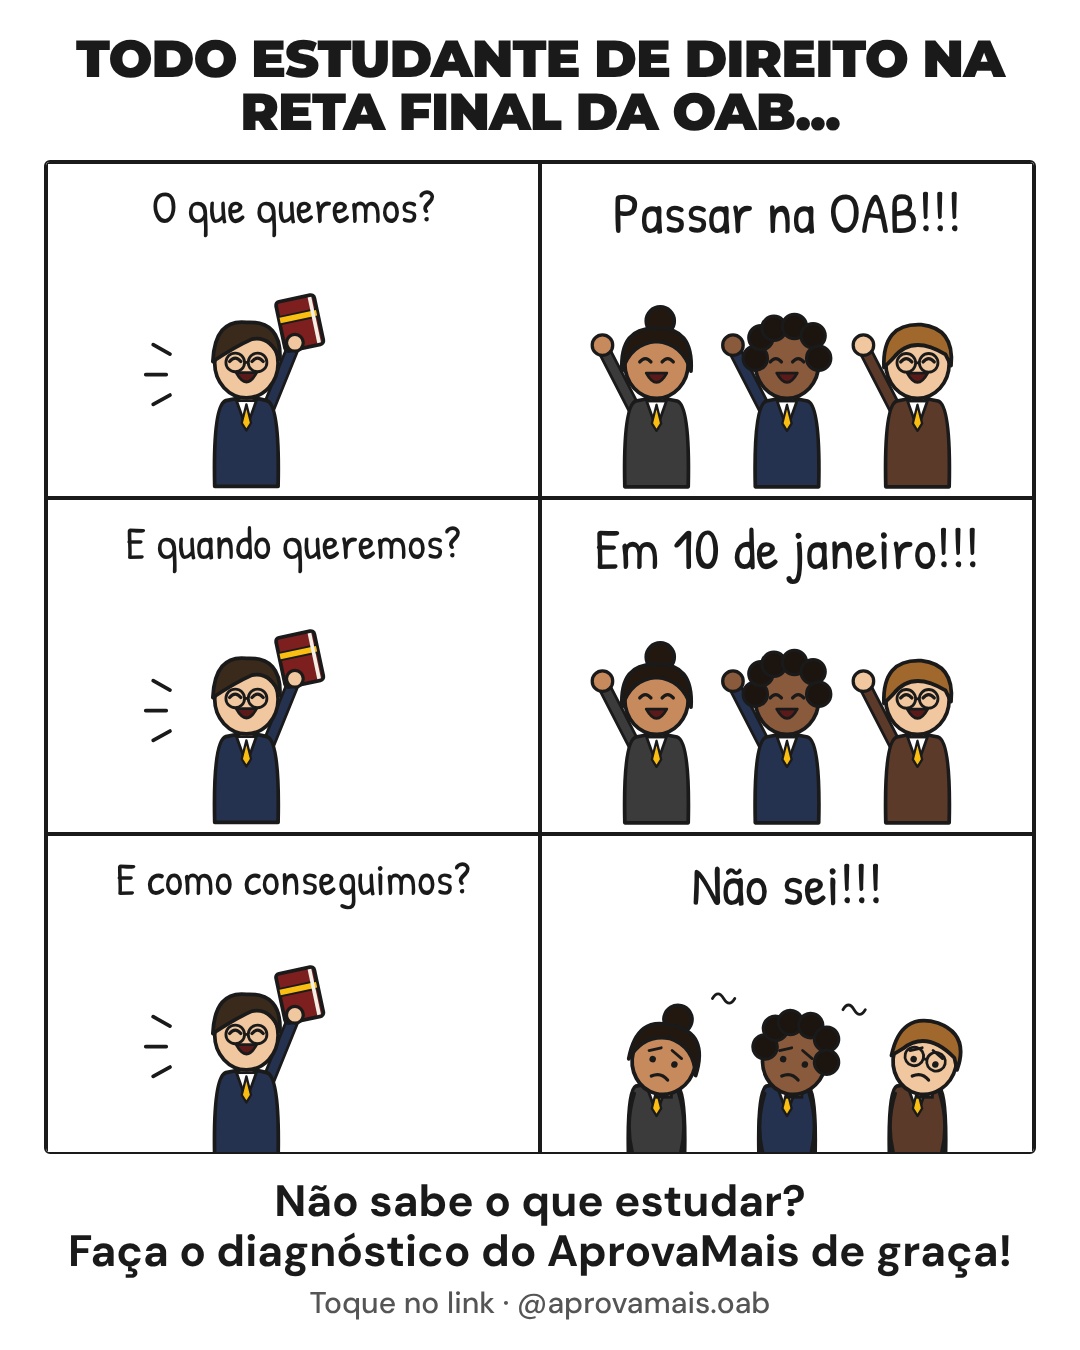 TODO ESTUDANTE DE DIREITO NA
RETA FINAL DA OAB...
O que queremos?
Passar na OAB!!!
E quando queremos?
Em 10 de janeiro!!!
E como conseguimos?
Não sei!!!
Não sabe o que estudar?
Faça o diagnóstico do AprovaMais de graça!
Toque no link · @aprovamais.oab